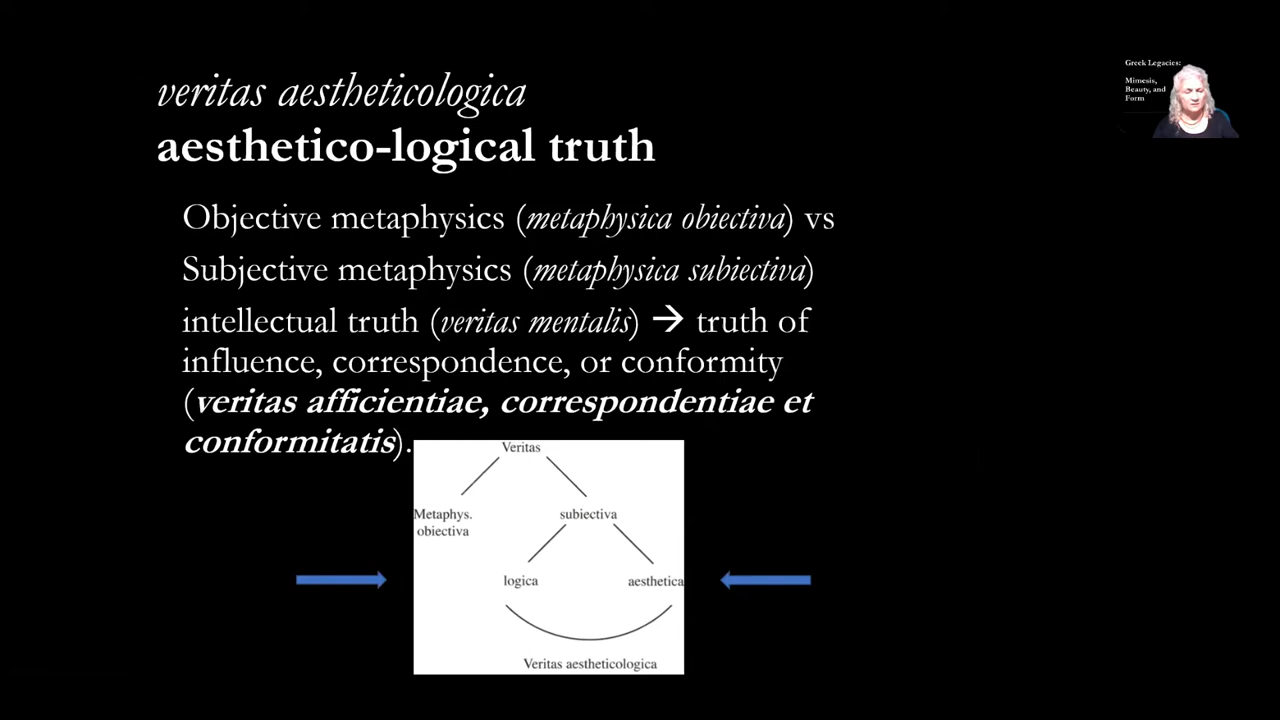 veritas aestheticologica
aesthetico-logical truth
Greek Legacies:
Mimesis,
Beauty, and
Form
Objective metaphysics (metaphysica obiectiva) vs
Subjective metaphysics (metaphysica subiectiva)
intellectual truth (veritas mentalis) → truth of
influence, correspondence, or conformity
(veritas afficientiae, correspondentiae et
conformitatis).
Veritas
Metaphys.
obiectiva
subiectiva
logica
aesthetica
Veritas aestheticologica